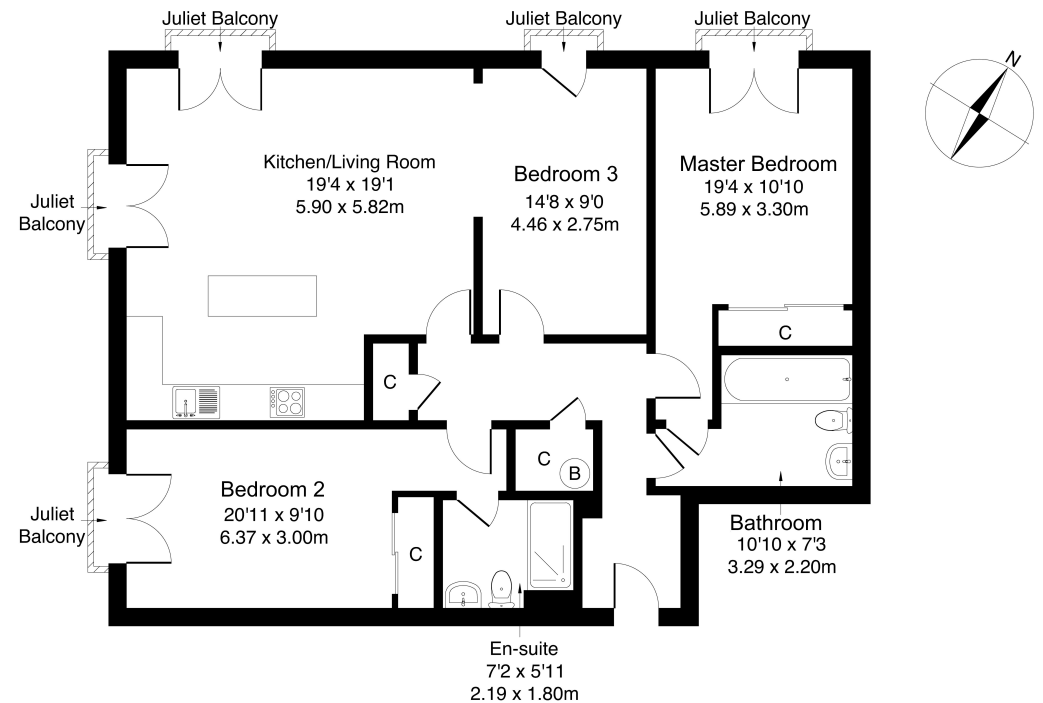 Juliet Balcony
Juliet Balcony
Juliet Balcony
N
Kitchen/Living Room
19'4 x 19'1
5.90 x 5.82m
Bedroom 3
14'8 x 9'0
4.46 x 2.75m
Master Bedroom
19'4 x 10'10
5.89 x 3.30m
Juliet
Balcony
C
C
C
B
Bedroom 2
20'11 x 9'10
6.37 x 3.00m
Juliet
Balcony
C
Bathroom
10'10 x 7'3
3.29 x 2.20m
En-suite
7'2 x 5'11
2.19 x 1.80m